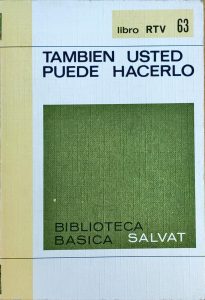 libro RTV 63
TAMBIEN USTED
PUEDE HACERLO
BIBLIOTECA
BASICA SALVAT